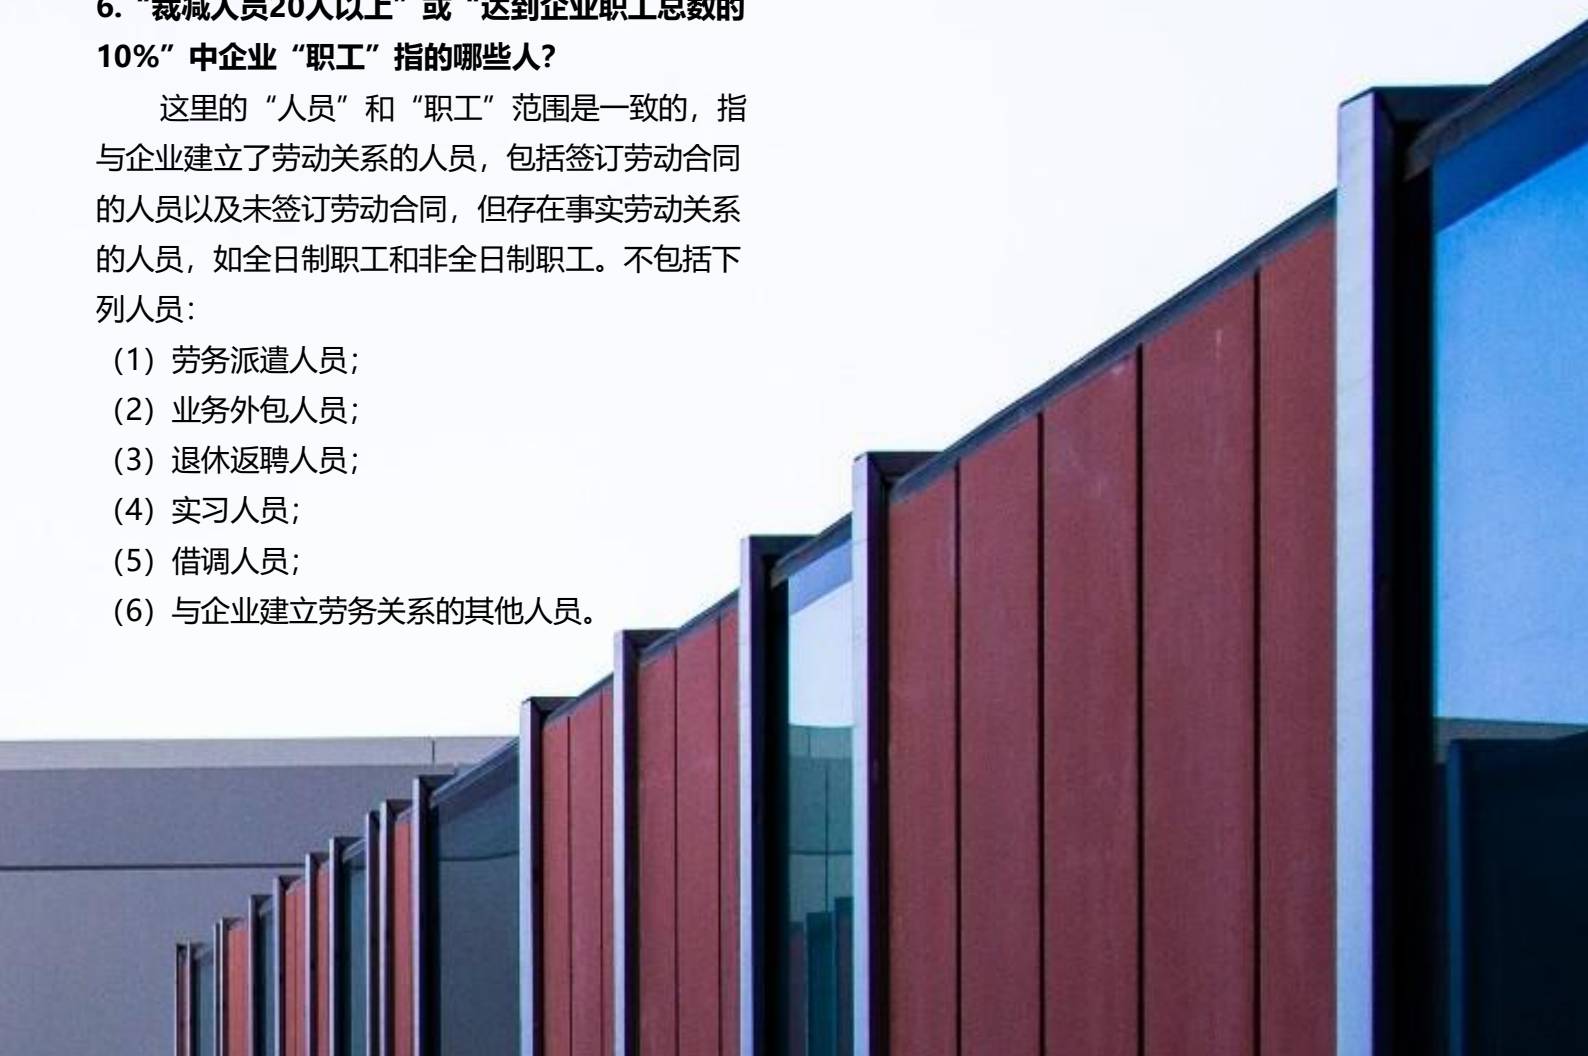 6.“裁减人员20人以上”或“达到企业职工总数的
10%”中企业“职工”指的哪些人？
这里的“人员”和“职工”范围是一致的，指
与企业建立了劳动关系的人员，包括签订劳动合同
的人员以及未签订劳动合同，但存在事实劳动关系
的人员，如全日制职工和非全日制职工。不包括下
列人员：
（1）劳务派遣人员；
（2）业务外包人员；
（3）退休返聘人员；
（4）实习人员；
（5）借调人员；
（6）与企业建立劳务关系的其他人员。